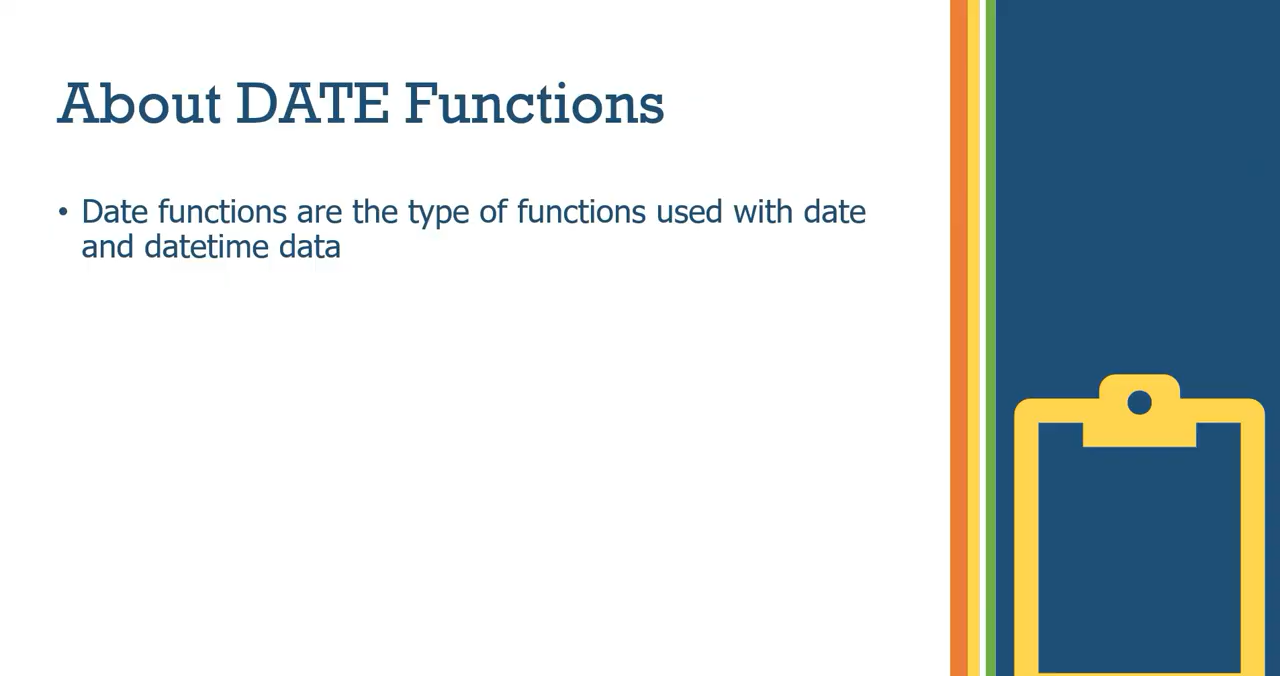 About DATE Functions
• Date functions are the type of functions used with date
and datetime data